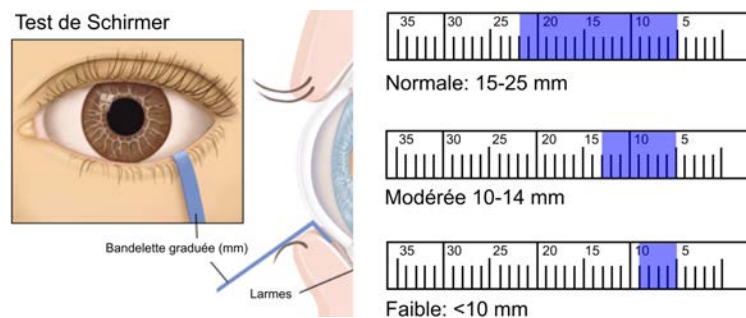 Test de Schirmer
Bandelette graduée (mm)
Larmes
35 30 25 20 15 10 5
Normale: 15-25 mm
35 30 25 20 15 10 5
Modérée 10-14 mm
35 30 25 20 15 10 5
Faible: <10 mm